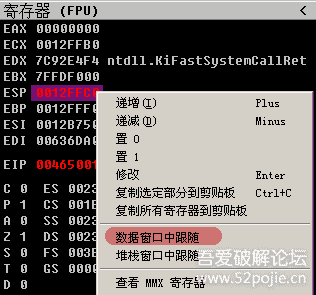 寄存器 (FPU) <
EAX 00000000
ECX 0012FFB0
EDX 7C92E4F4 ntdll.KiFastSystemCallRet
EBX 7FFDF000
ESP 0012FFC
EBP 0012FFF
ESI 0012B75
EDI 00636DA
EIP 0046500
C 0 ES 0023
P 1 CS 001B
A 0 SS 0023
Z 1 DS 0023
S 0 FS 003B
T 0 GS 0000
D 0
递增(I) Plus
递减(D) Minus
置 0
置 1
修改 Enter
复制选定部分到剪贴板 Ctrl+C
复制所有寄存器到剪贴板
数据窗口中跟随
堆栈窗口中跟随
查看 MMX 寄存器
吾爱破解论坛
www.52pojie.cn